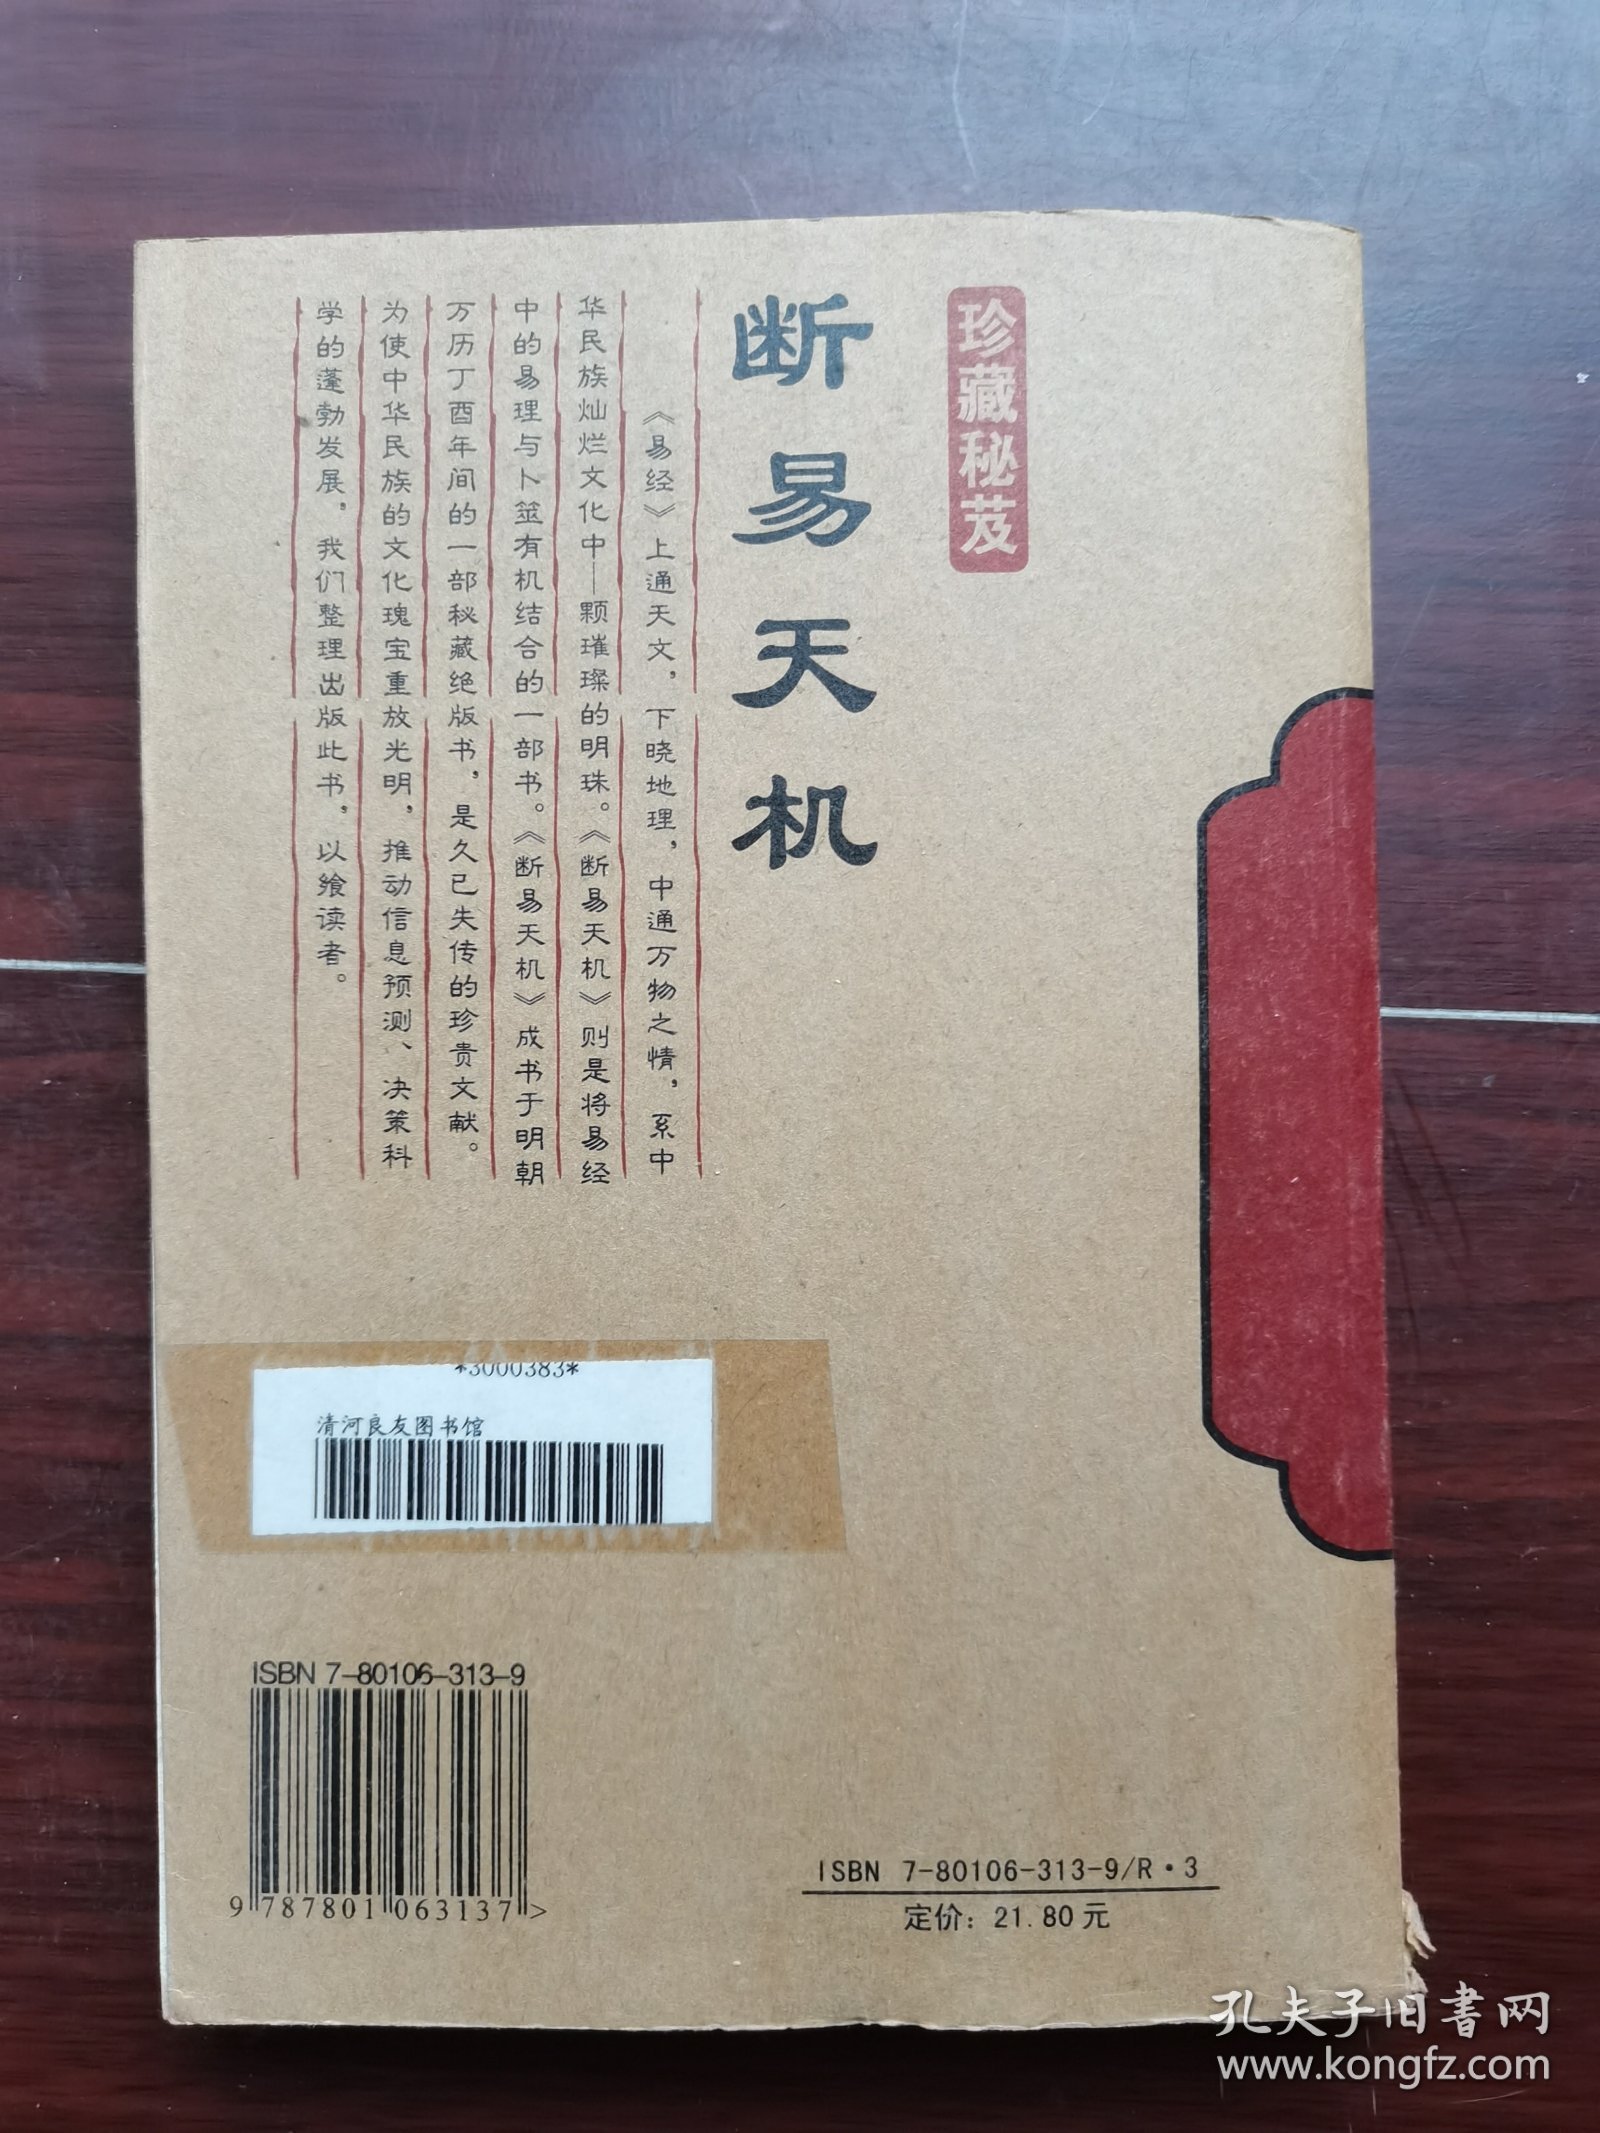 珍藏秘芨
断易天机
《易经》上通天文，下晓地理，中通万物之情，系中
华民族灿烂文化中一颗璀璨的明珠。《断易天机》则是将易经
中的易理与卜筮有机结合的一部书。《断易天机》成书于明朝
万历丁酉年间的一部秘藏绝版书，是久已失传的珍贵文献。
为使中华民族的文化瑰宝重放光明，推动信息预测、决策科
学的蓬勃发展，我们整理出版此书，以飨读者。
*3000383*
清河良友图书馆
ISBN 7-80106-313-9
9 787801 063137 >
ISBN 7-80106-313-9/R·3
定价：21.80元
孔夫子旧书网
www.kongfz.com